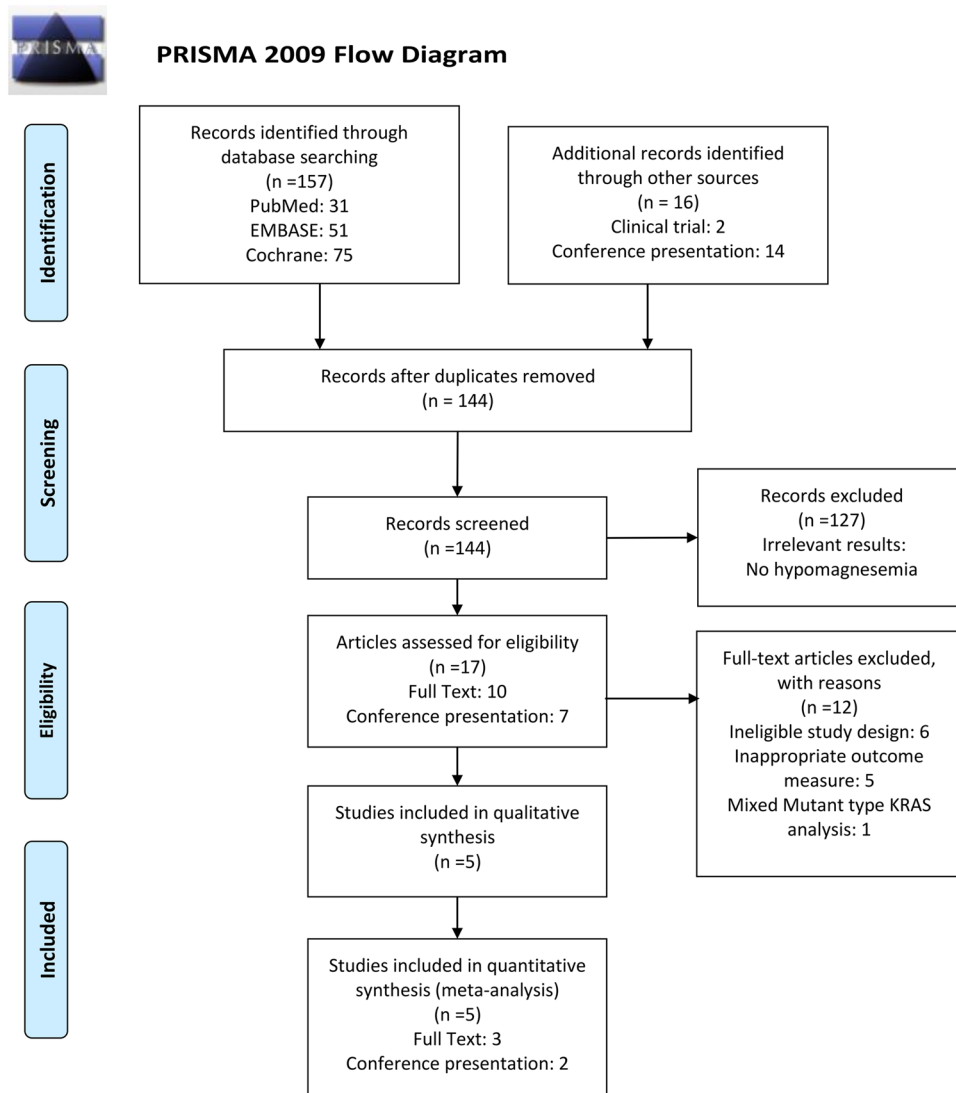 PRISMA
PRISMA 2009 Flow Diagram
Identification
Records identified through
database searching
(n =157)
PubMed: 31
EMBASE: 51
Cochrane: 75
Additional records identified
through other sources
(n = 16)
Clinical trial: 2
Conference presentation: 14
Screening
Records after duplicates removed
(n = 144)
Records screened
(n =144)
Records excluded
(n =127)
Irrelevant results:
No hypomagnesemia
Eligibility
Articles assessed for eligibility
(n =17)
Full Text: 10
Conference presentation: 7
Full-text articles excluded,
with reasons
(n =12)
Ineligible study design: 6
Inappropriate outcome
measure: 5
Mixed Mutant type KRAS
analysis: 1
Studies included in qualitative
synthesis
(n =5)
Included
Studies included in quantitative
synthesis (meta-analysis)
(n =5)
Full Text: 3
Conference presentation: 2